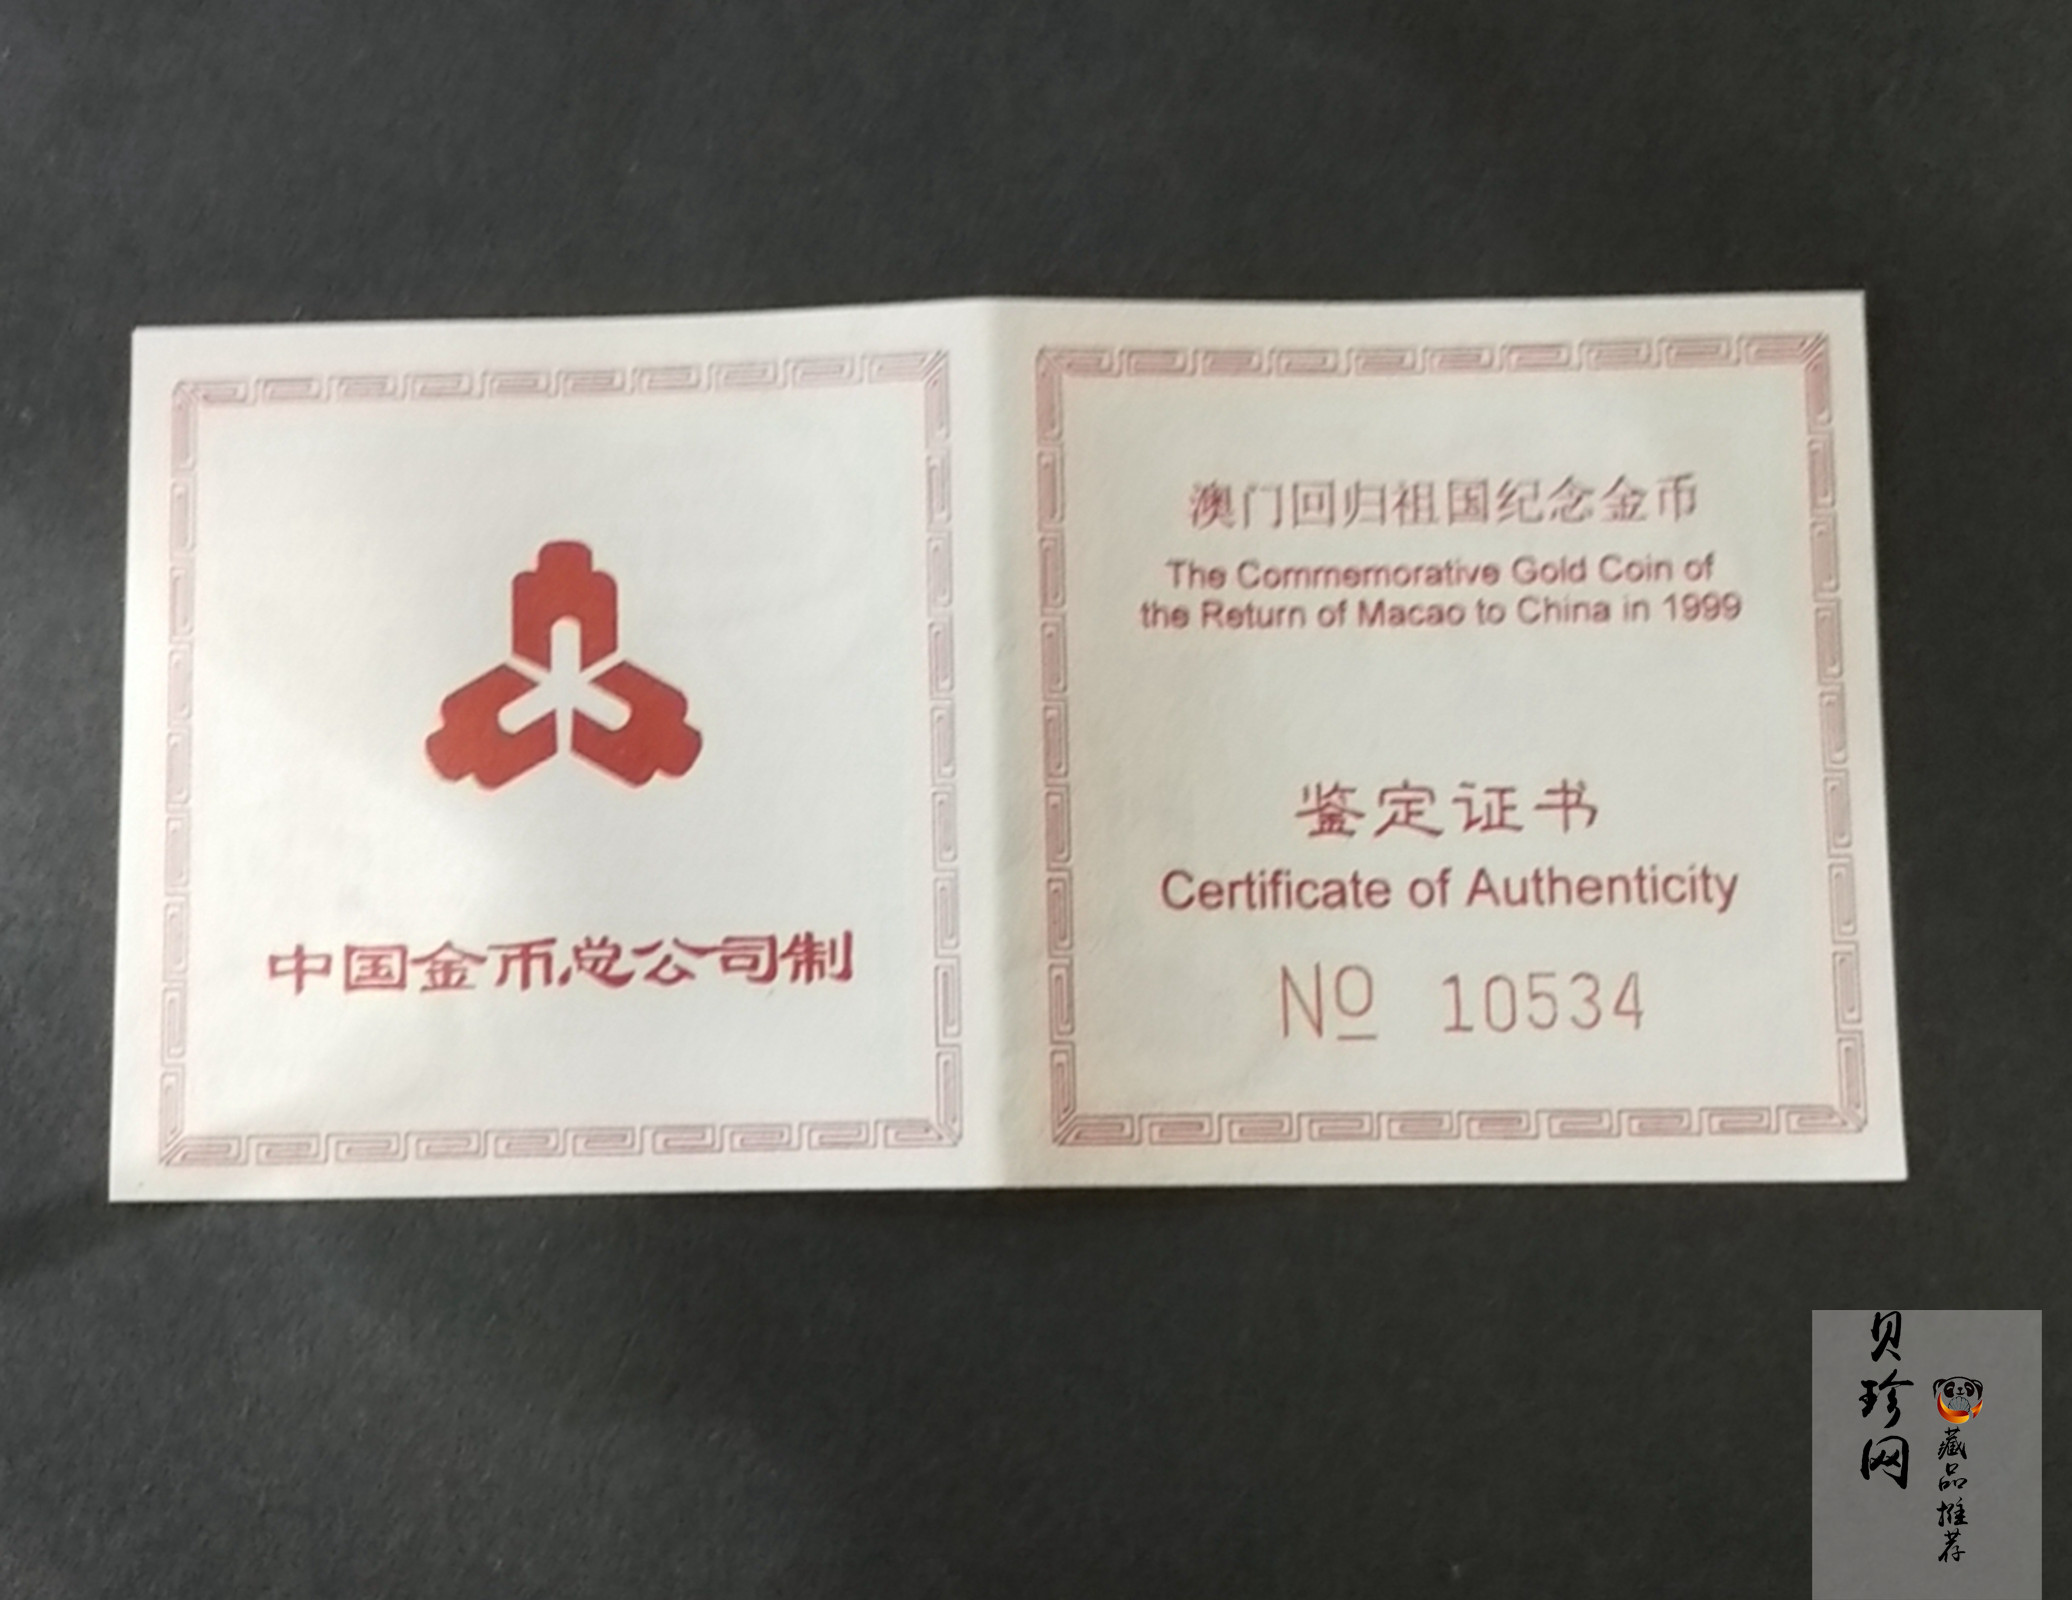 中国金币总公司制
澳门回归祖国纪念金币
The Commemorative Gold Coin of
the Return of Macao to China in 1999
鉴定证书
Certificate of Authenticity
№ 10534
贝珍网
藏品推荐